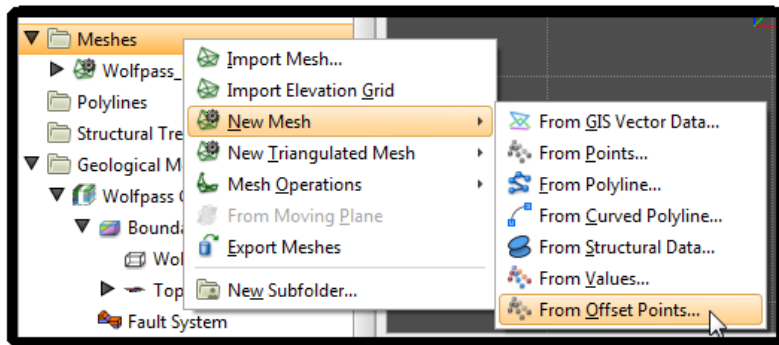 Meshes
Wolfpass_
Polylines
Structural Tre
Geological M
Wolfpass
Bounda
Wol
Top
Fault System
Import Mesh...
Import Elevation Grid
New Mesh
New Triangulated Mesh
Mesh Operations
From Moving Plane
Export Meshes
New Subfolder...
From GIS Vector Data...
From Points...
From Polyline...
From Curved Polyline...
From Structural Data...
From Values...
From Offset Points...